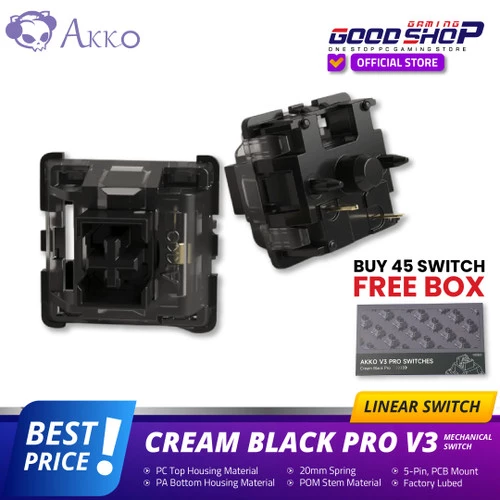 AKKO
GAMING
GOODSHOP
ONE STOP PC GAMING STORE
OFFICIAL STORE
AKKO
BUY 45 SWITCH
FREE BOX
AKKO V3 PRO SWITCHES
Cream Black Pro
LINEAR SWITCH
BEST
PRICE!
CREAM BLACK PRO V3
MECHANICAL
SWITCH
• PC Top Housing Material
• 20mm Spring
• 5-Pin, PCB Mount
• PA Bottom Housing Material
• POM Stem Material
• Factory Lubed